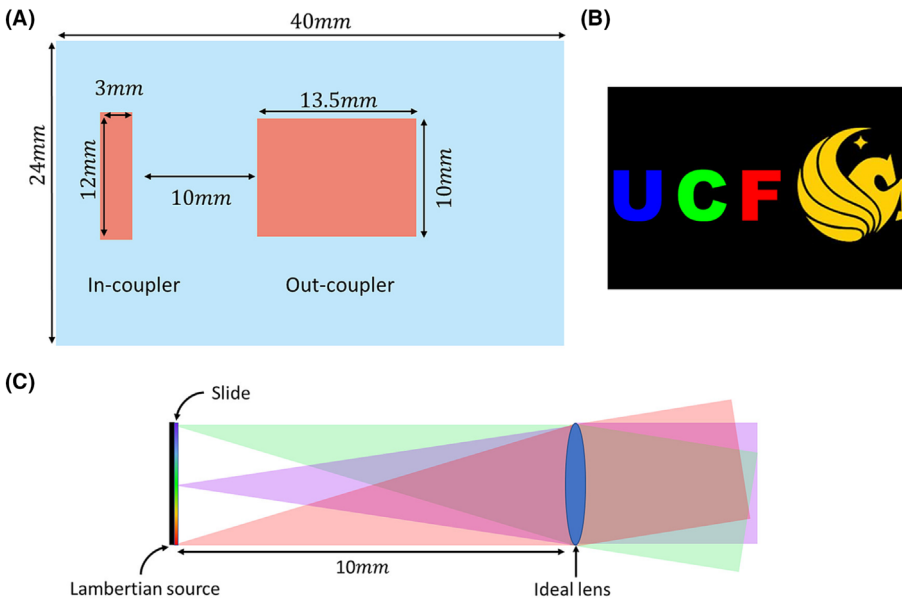 (A)
40mm
(B)
3mm
13.5mm
24mm
12mm
10mm
10mm
UCF
In-coupler
Out-coupler
(C)
Slide
10mm
Lambertian source
Ideal lens